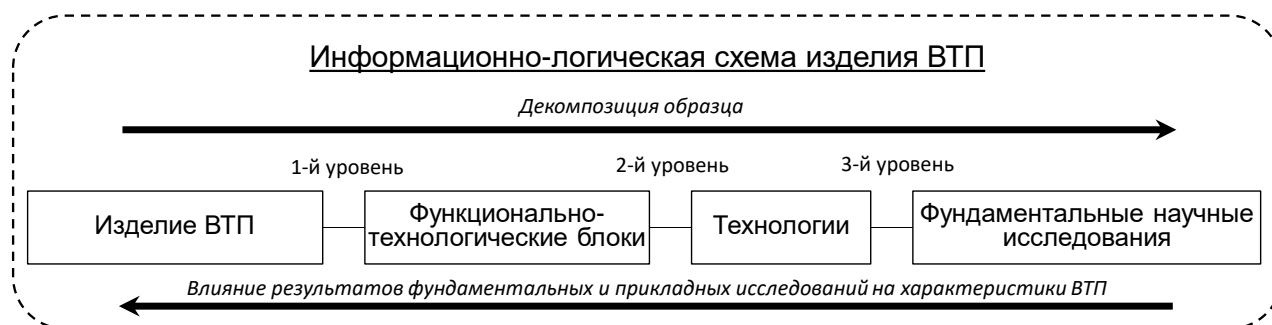 Информационно-логическая схема изделия ВТП
Декомпозиция образца
1-й уровень
2-й уровень
3-й уровень
Изделие ВТП
Функционально-
технологические блоки
Технологии
Фундаментальные научные
исследования
Влияние результатов фундаментальных и прикладных исследований на характеристики ВТП